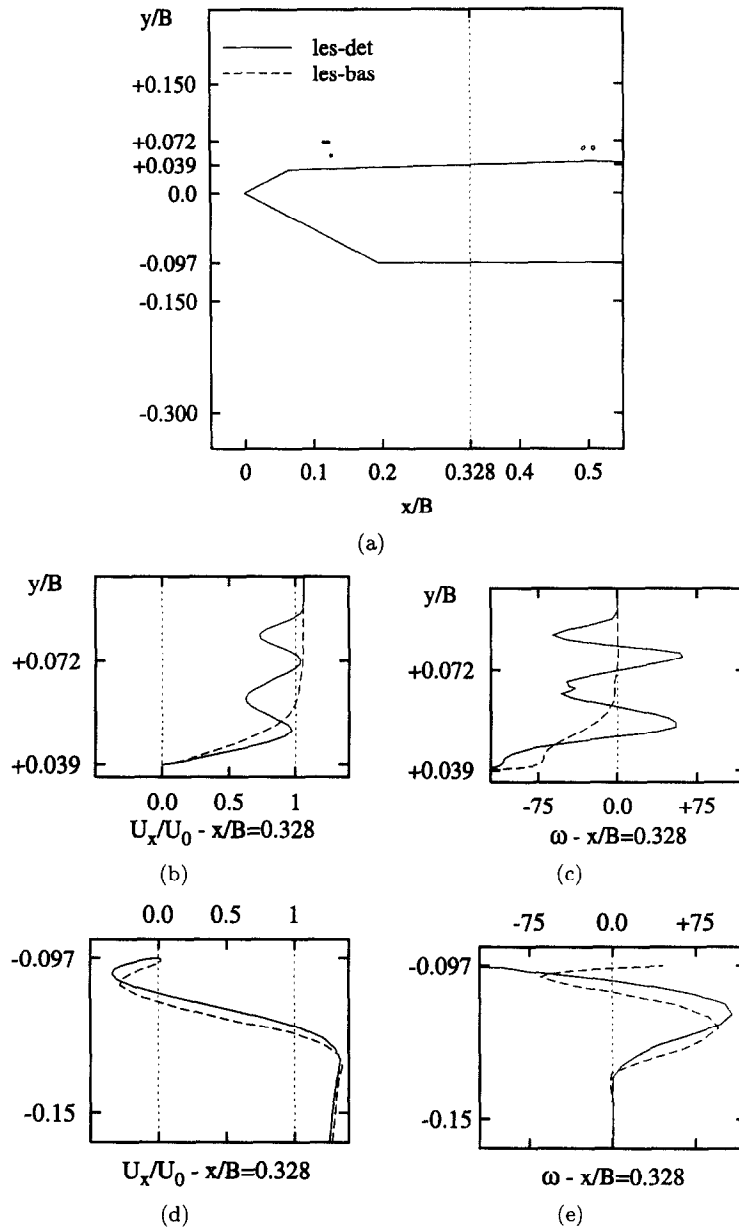 y/B
les-det
les-bas
+0.150
+0.072
+0.039
0.0
-0.097
-0.150
-0.300
0 0.1 0.2 0.328 0.4 0.5
x/B
(a)
y/B
+0.072
+0.039
0.0 0.5 1
U_x/U_0 - x/B=0.328
(b)
y/B
+0.072
+0.039
-75 0.0 +75
ω - x/B=0.328
(c)
0.0 0.5 1
-0.097
-0.15
U_x/U_0 - x/B=0.328
(d)
-75 0.0 +75
-0.097
-0.15
ω - x/B=0.328
(e)